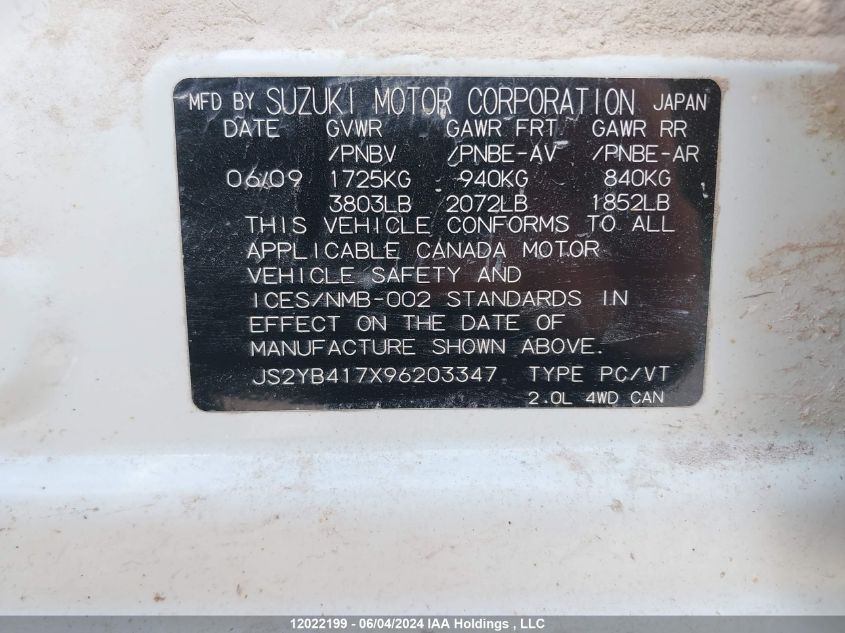 MFD BY SUZUKI MOTOR CORPORATION JAPAN
DATE GVWR GAWR FRT GAWR RR
/PNBV /PNBE-AV /PNBE-AR
06/09 1725KG 940KG 840KG
3803LB 2072LB 1852LB
THIS VEHICLE CONFORMS TO ALL
APPLICABLE CANADA MOTOR
VEHICLE SAFETY AND
ICES/NMB-002 STANDARDS IN
EFFECT ON THE DATE OF
MANUFACTURE SHOWN ABOVE.
JS2YB417X96203347 TYPE PC/VT
2.0L 4WD CAN
12022199 - 06/04/2024 IAA Holdings , LLC